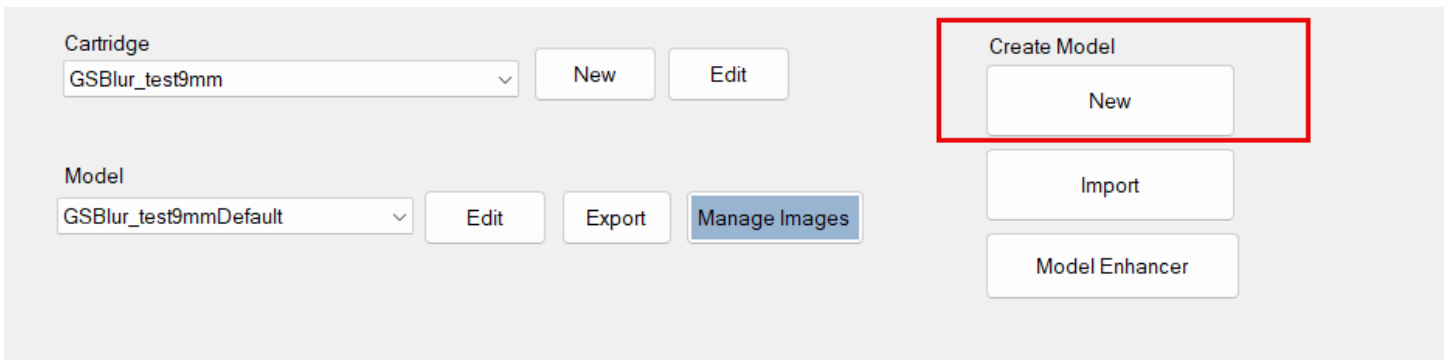 Cartridge
GSBlur_test9mm
New
Edit
Create Model
New
Import
Model Enhancer
Model
GSBlur_test9mmDefault
Edit
Export
Manage Images